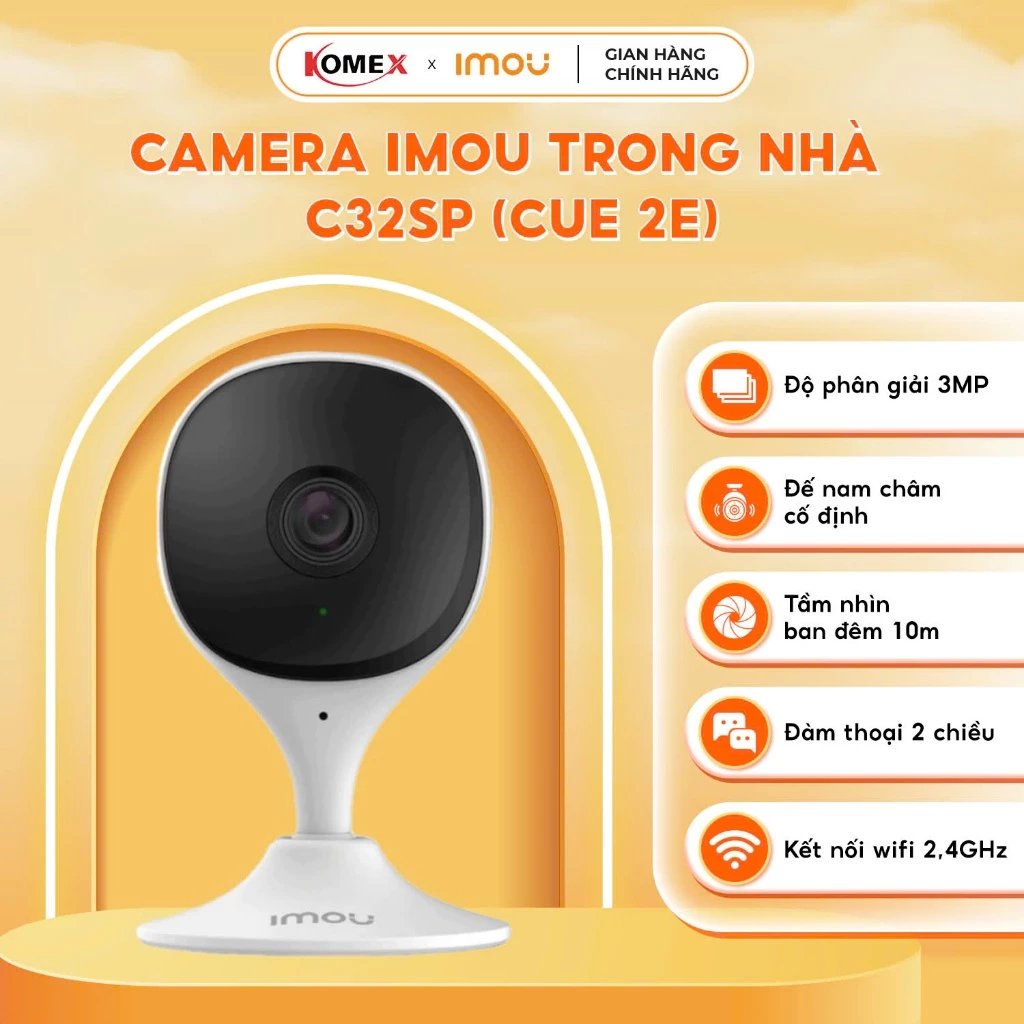 KOMEX x imou GIAN HÀNG
CHÍNH HÃNG
CAMERA IMOU TRONG NHÀ
C32SP (CUE 2E)
Độ phân giải 3MP
Đế nam châm
cố định
Tầm nhìn
ban đêm 10m
Đàm thoại 2 chiều
Kết nối wifi 2,4GHz
imou